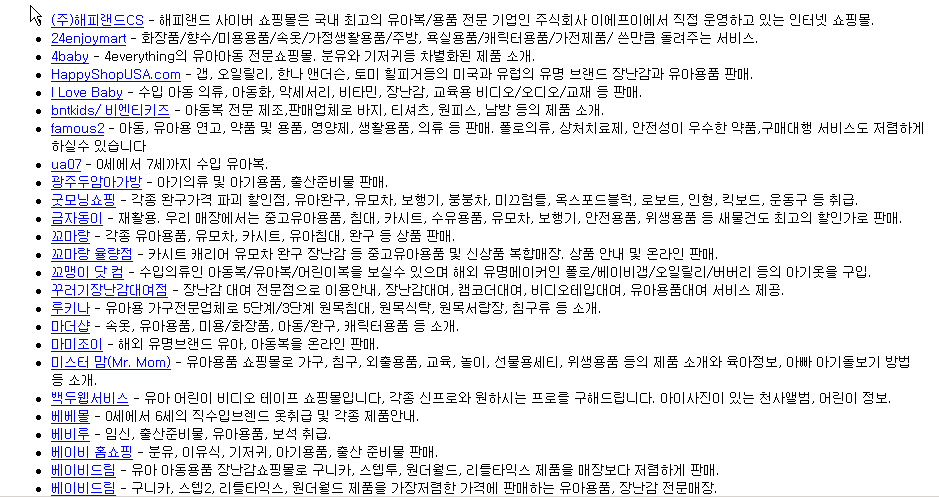 (주)해피랜드CS - 해피랜드 사이버 쇼핑몰은 국내 최고의 유아복/용품 전문 기업인 주식회사 이에프이에서 직접 운영하고 있는 인터넷 쇼핑몰.
24enjoymart - 화장품/향수/미용용품/속옷/가정생활용품/주방, 욕실용품/캐릭터용품/가전제품/ 쓴만큼 돌려주는 서비스.
4baby - 4everything의 유아아동 전문쇼핑몰. 분유와 기저귀등 차별화된 제품 소개.
HappyShopUSA.com - 갭, 오일릴리, 한나 앤더슨, 토미 힐피거등의 미국과 유럽의 유명 브랜드 장난감과 유아용품 판매.
I Love Baby - 수입 아동 의류, 아동화, 악세서리, 비타민, 장난감, 교육용 비디오/오디오/교재 등 판매.
bntkids/ 비엔티키즈 - 아동복 전문 제조,판매업체로 바지, 티셔츠, 원피스, 남방 등의 제품 소개.
famous2 - 아동, 유아용 연고, 약품 및 용품, 영양제, 생활용품, 의류 등 판매. 폴로의류, 상처치료제, 안전성이 우수한 약품,구매대행 서비스도 저렴하게
하실수 있습니다
ua07 - 0세에서 7세까지 수입 유아복.
광주두암아가방 - 아기의류 및 아기용품, 출산준비물 판매.
굿모닝쇼핑 - 각종 완구가격 파괴 할인점, 유아완구, 유모차, 보행기, 붕붕차, 미끄럼틀, 옥스포드블럭, 로보트, 인형, 킥보드, 운동구 등 취급.
금자동이 - 재활용. 우리 매장에서는 중고유아용품, 침대, 카시트, 수유용품, 유모차, 보행기, 안전용품, 위생용품 등 새물건도 최고의 할인가로 판매.
꼬마랑 - 각종 유아용품, 유모차, 카시트, 유아침대, 완구 등 상품 판매.
꼬마랑 율량점 - 카시트 캐리어 유모차 완구 장난감 등 중고유아용품 및 신상품 복합매장. 상품 안내 및 온라인 판매.
꼬맹이 닷 컴 - 수입의류인 아동복/유아복/어린이복을 보실수 있으며 해외 유명메이커인 폴로/베이비갭/오일릴리/버버리 등의 아기옷을 구입.
꾸러기장난감대여점 - 장난감 대여 전문점으로 이용안내, 장난감대여, 캠코더대여, 비디오테입대여, 유아용품대여 서비스 제공.
루키나 - 유아용 가구전문업체로 5단계/3단계 원목침대, 원목식탁, 원목서랍장, 침구류 등 소개.
마더샵 - 속옷, 유아용품, 미용/화장품, 아동/완구, 캐릭터용품 등 소개.
마미조이 - 해외 유명브랜드 유아, 아동복을 온라인 판매.
미스터 맘(Mr. Mom) - 유아용품 쇼핑몰로 가구, 침구, 외출용품, 교육, 놀이, 선물용세티, 위생용품 등의 제품 소개와 육아정보, 아빠 아기돌보기 방법
등 소개.
백두웹서비스 - 유아 어린이 비디오 테이프 쇼핑몰입니다, 각종 신프로와 원하시는 프로를 구해드립니다. 아이사진이 있는 천사앨범, 어린이 정보.
베베몰 - 0세에서 6세의 직수입브렌드 옷취급 및 각종 제품안내.
베비루 - 임신, 출산준비물, 유아용품, 보석 취급.
베이비 홈쇼핑 - 분유, 이유식, 기저귀, 아기용품, 출산 준비물 판매.
베이비드림 - 유아 아동용품 장난감쇼핑몰로 구니카, 스텝투, 원더월드, 리틀타익스 제품을 매장보다 저렴하게 판매.
베이비드림 - 구니카, 스텝2, 리틀타익스, 원더월드 제품을 가장저렴한 가격에 판매하는 유아용품, 장난감 전문매장.